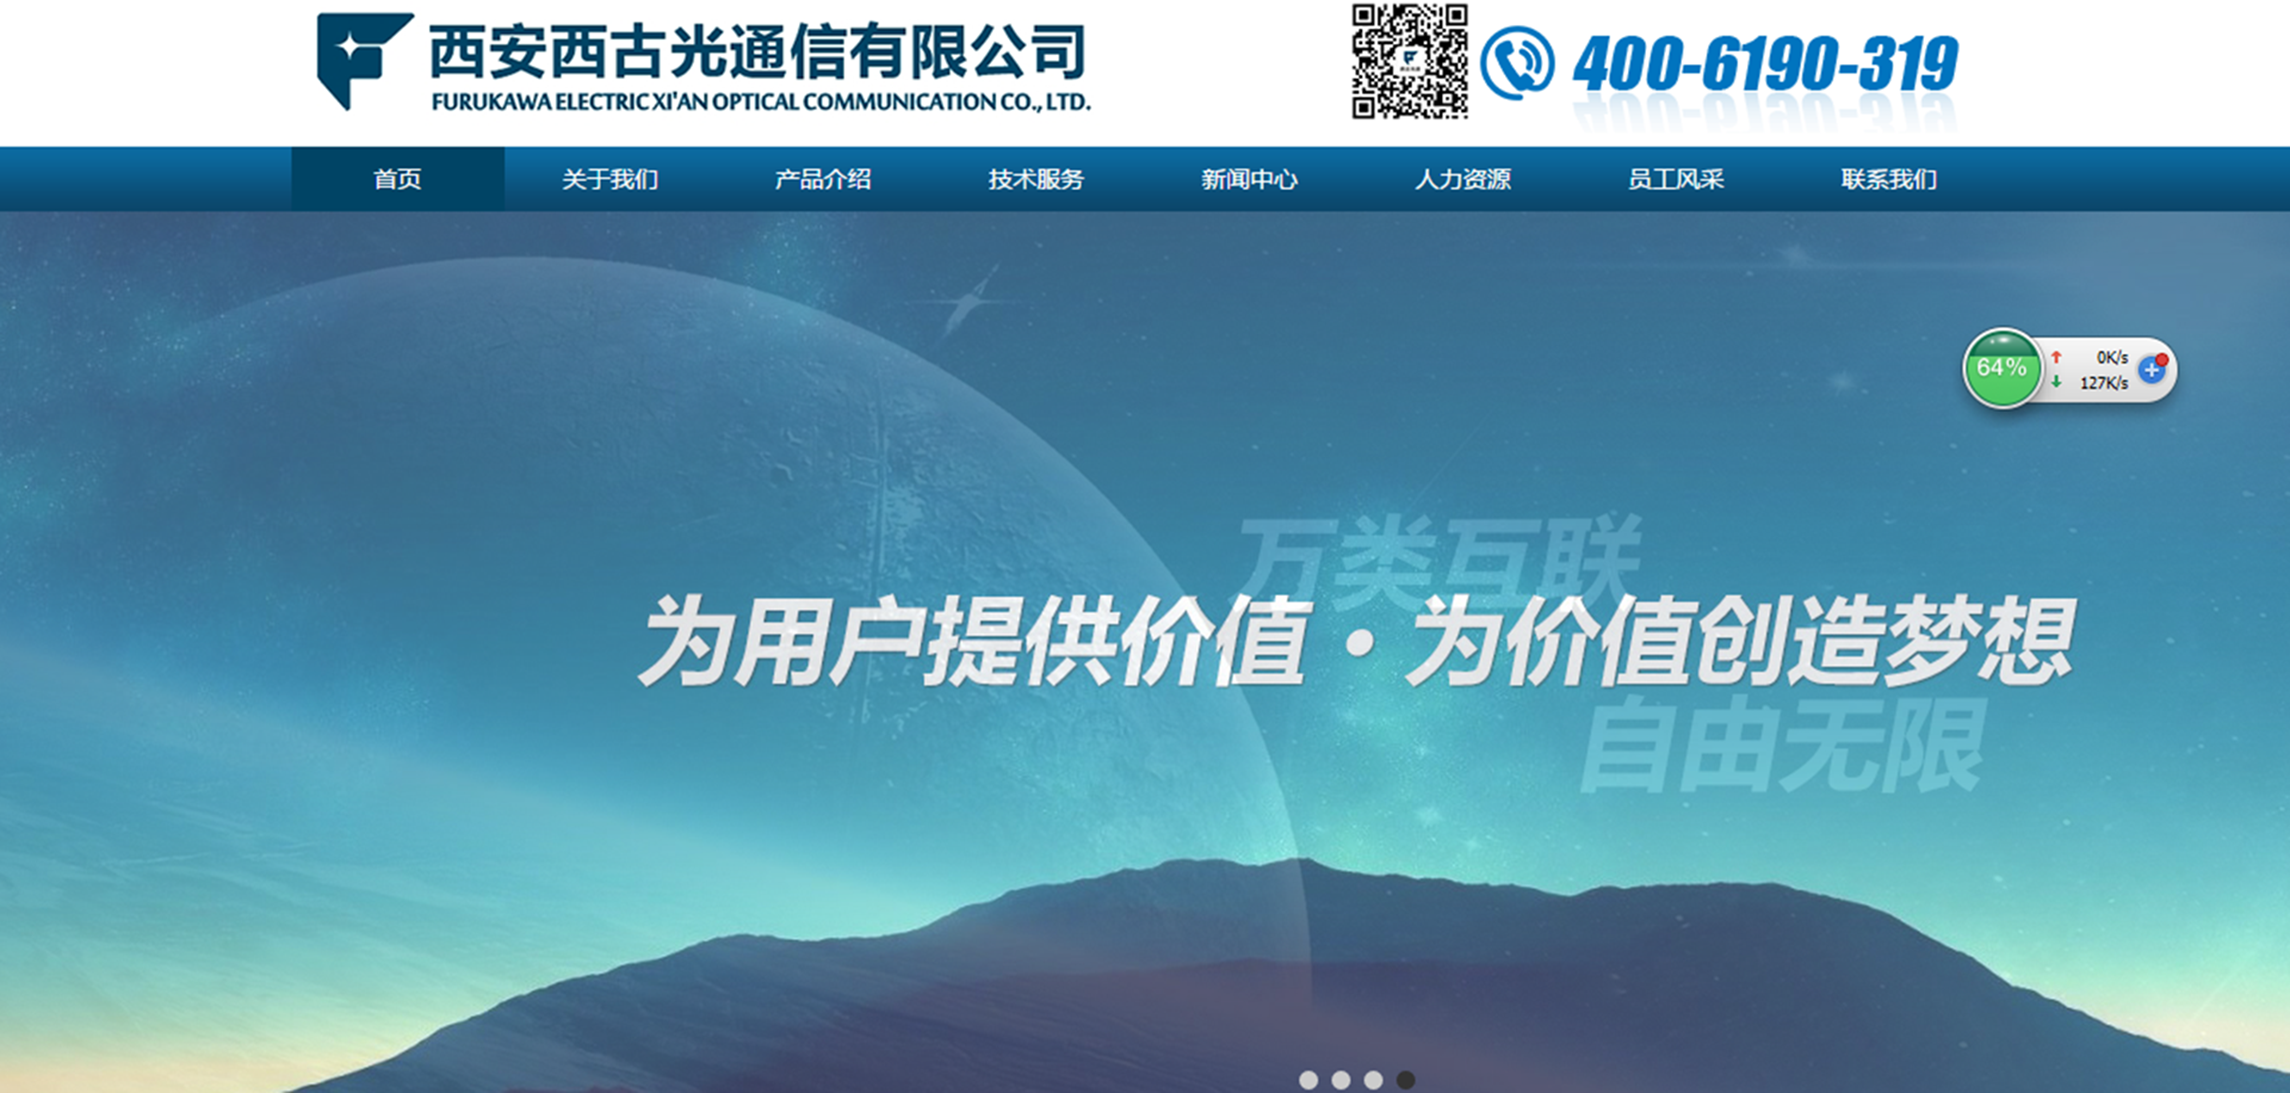 西安西古光通信有限公司
FURUKAWA ELECTRIC XI'AN OPTICAL COMMUNICATION CO., LTD.
400-6190-319
首页 关于我们 产品介绍 技术服务 新闻中心 人力资源 员工风采 联系我们
64%
0K/s
127K/s
万类互联
为用户提供价值·为价值创造梦想
自由无限